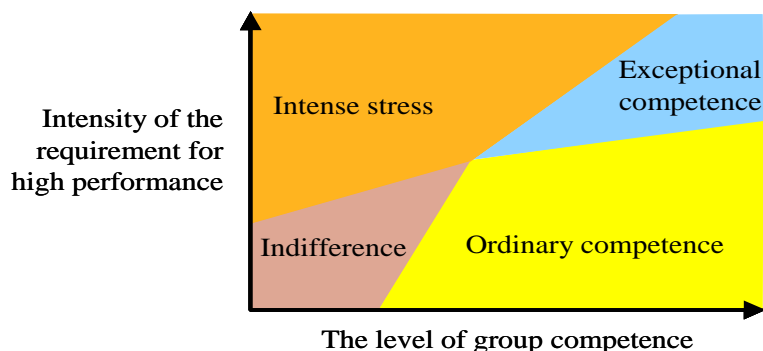 Exceptional
competence
Intense stress
Intensity of the
requirement for
high performance
Indifference
Ordinary competence
The level of group competence